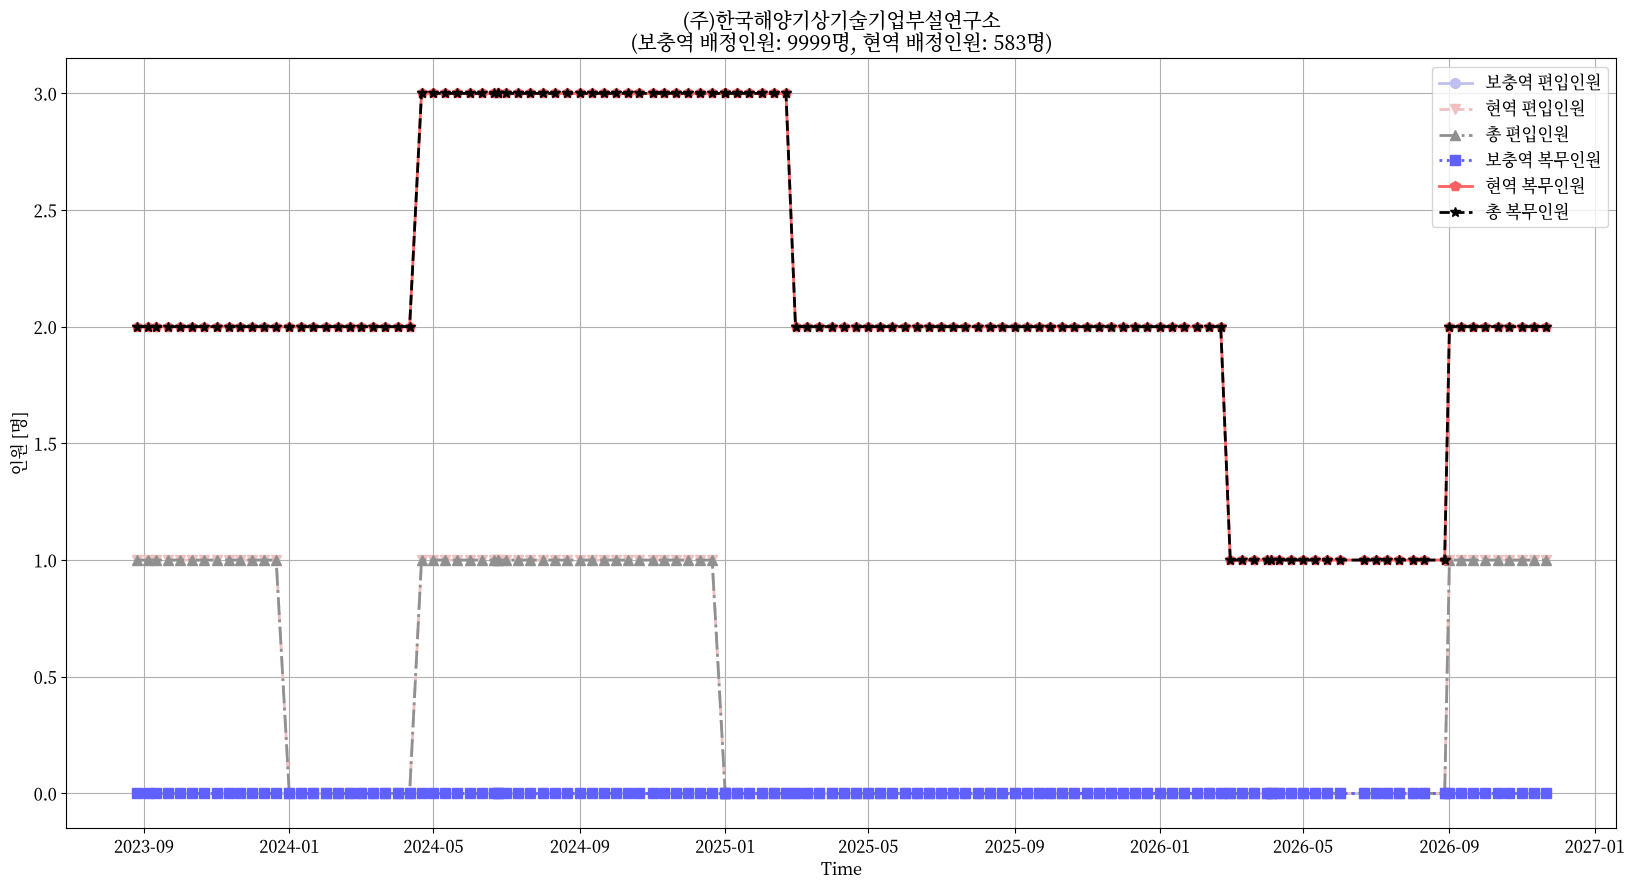 (주)한국해양기상기술기업부설연구소
(보충역 배정인원: 9999명, 현역 배정인원: 583명)
보충역 편입인원
현역 편입인원
총 편입인원
보충역 복무인원
현역 복무인원
총 복무인원
인원 [명]
3.0
2.5
2.0
1.5
1.0
0.5
0.0
2023-09
2024-01
2024-05
2024-09
2025-01
2025-05
2025-09
2026-01
2026-05
2026-09
2027-01
Time